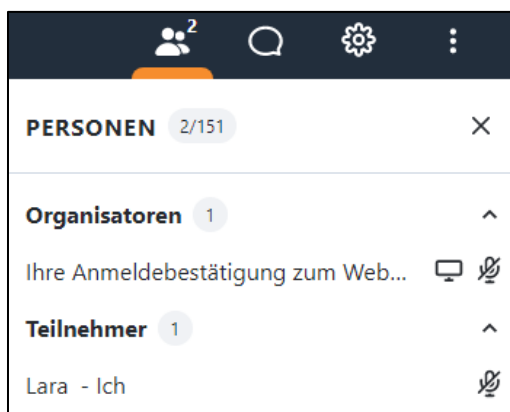 2
PERSONEN 2/151
Organisatoren 1
Ihre Anmeldebestätigung zum Web...
Teilnehmer 1
Lara - Ich